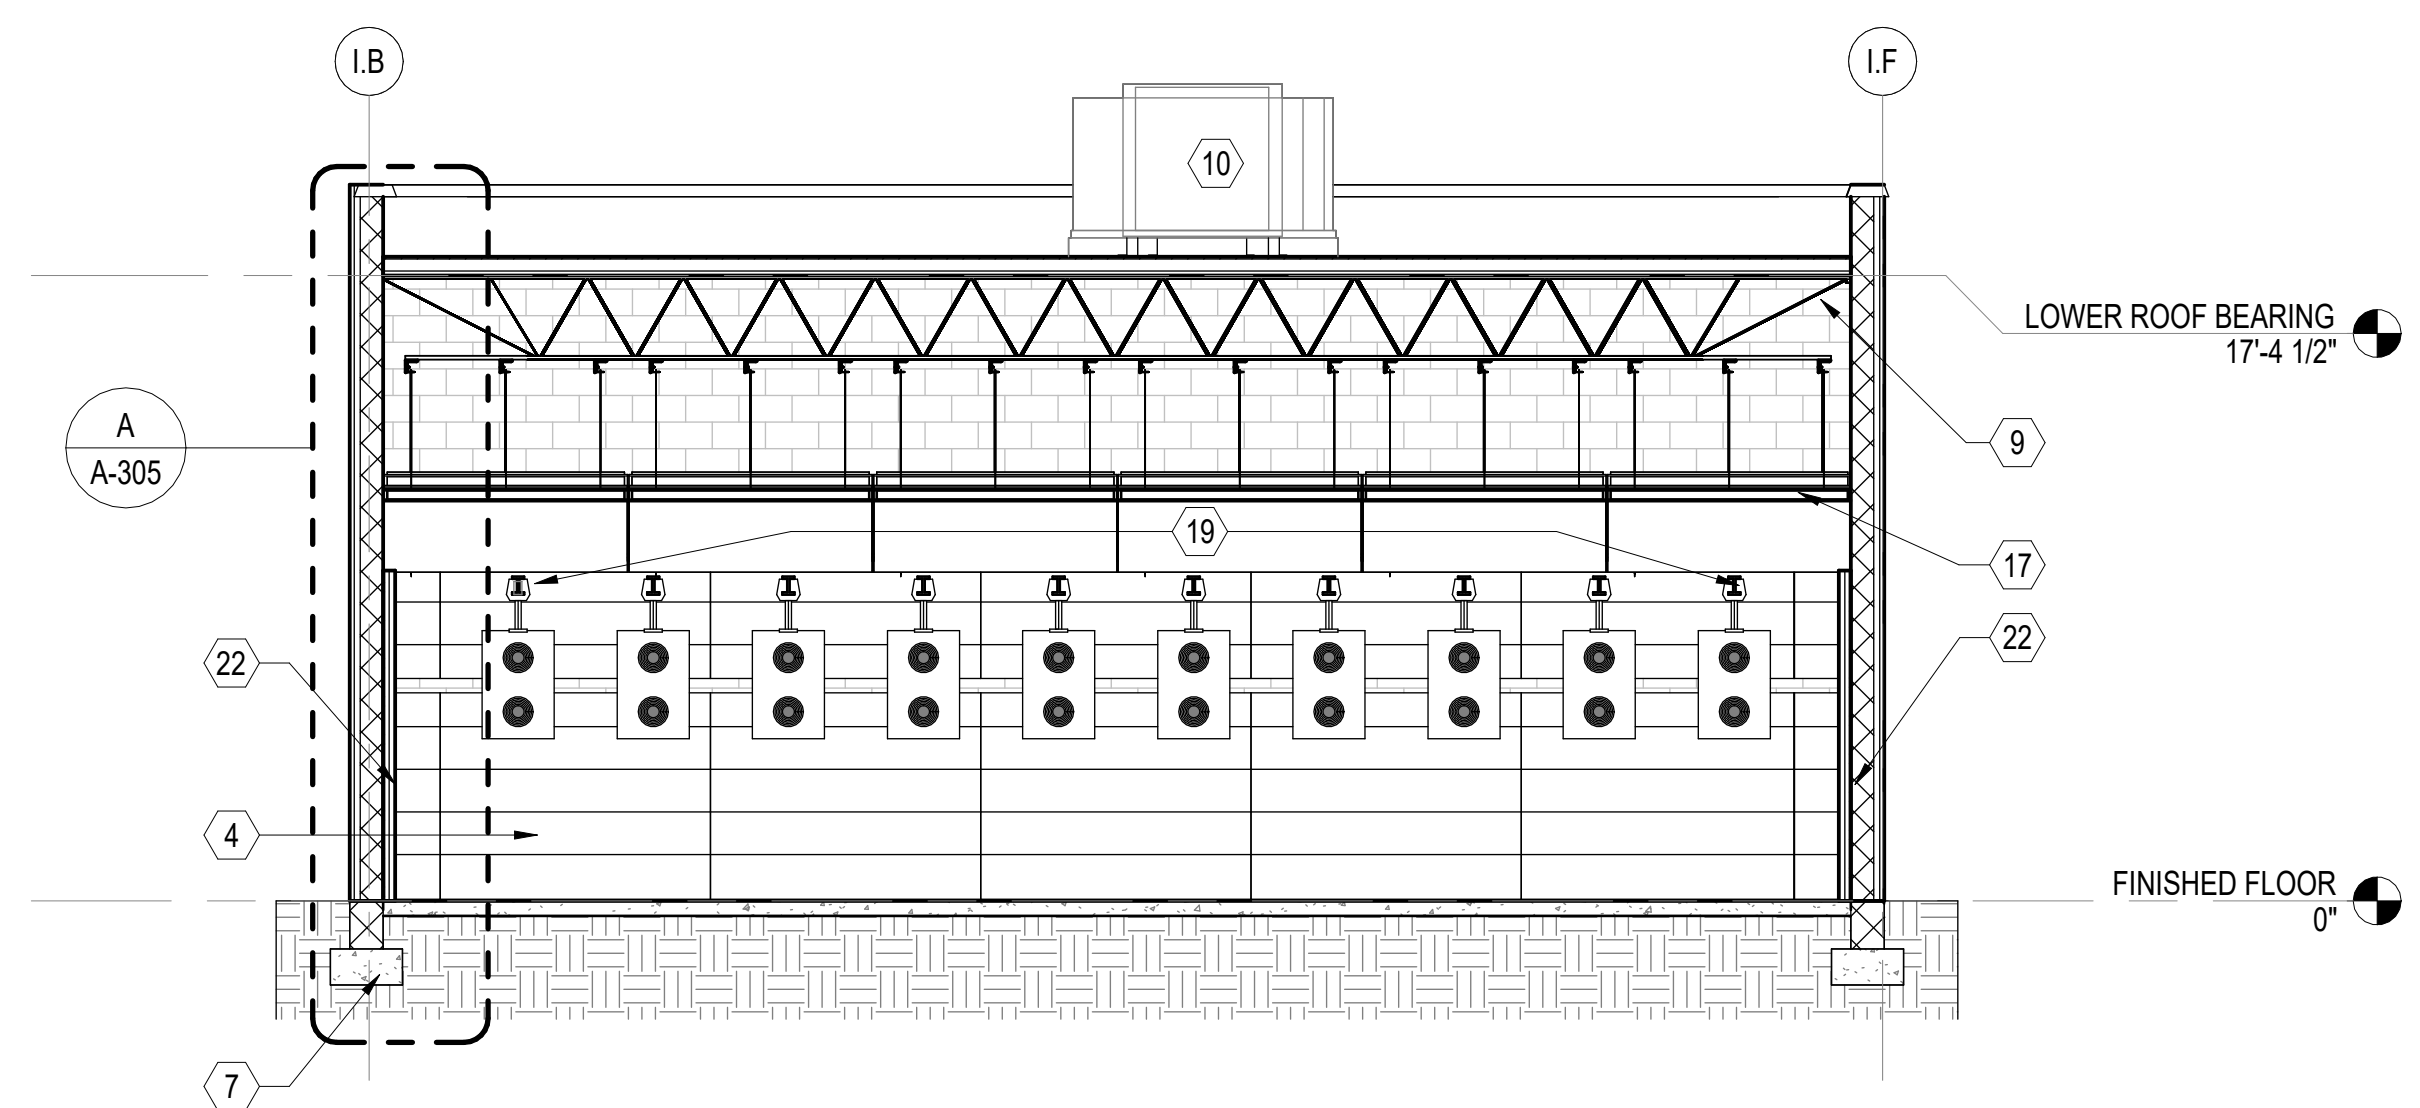 I.B
I.F
10
LOWER ROOF BEARING
17'-4 1/2"
A
A-305
9
19
17
22
22
4
FINISHED FLOOR
0"
7